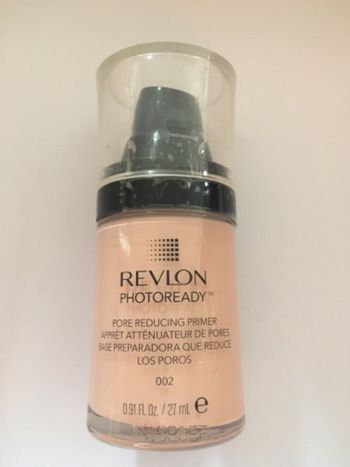 REVLON
PHOTOREADY™
PORE REDUCING PRIMER
APPRÊT ATTÉNUATEUR DE PORES
BASE PREPARADORA QUE REDUCE
LOS POROS
002
0.91 FL. OZ / 27 mL ℮